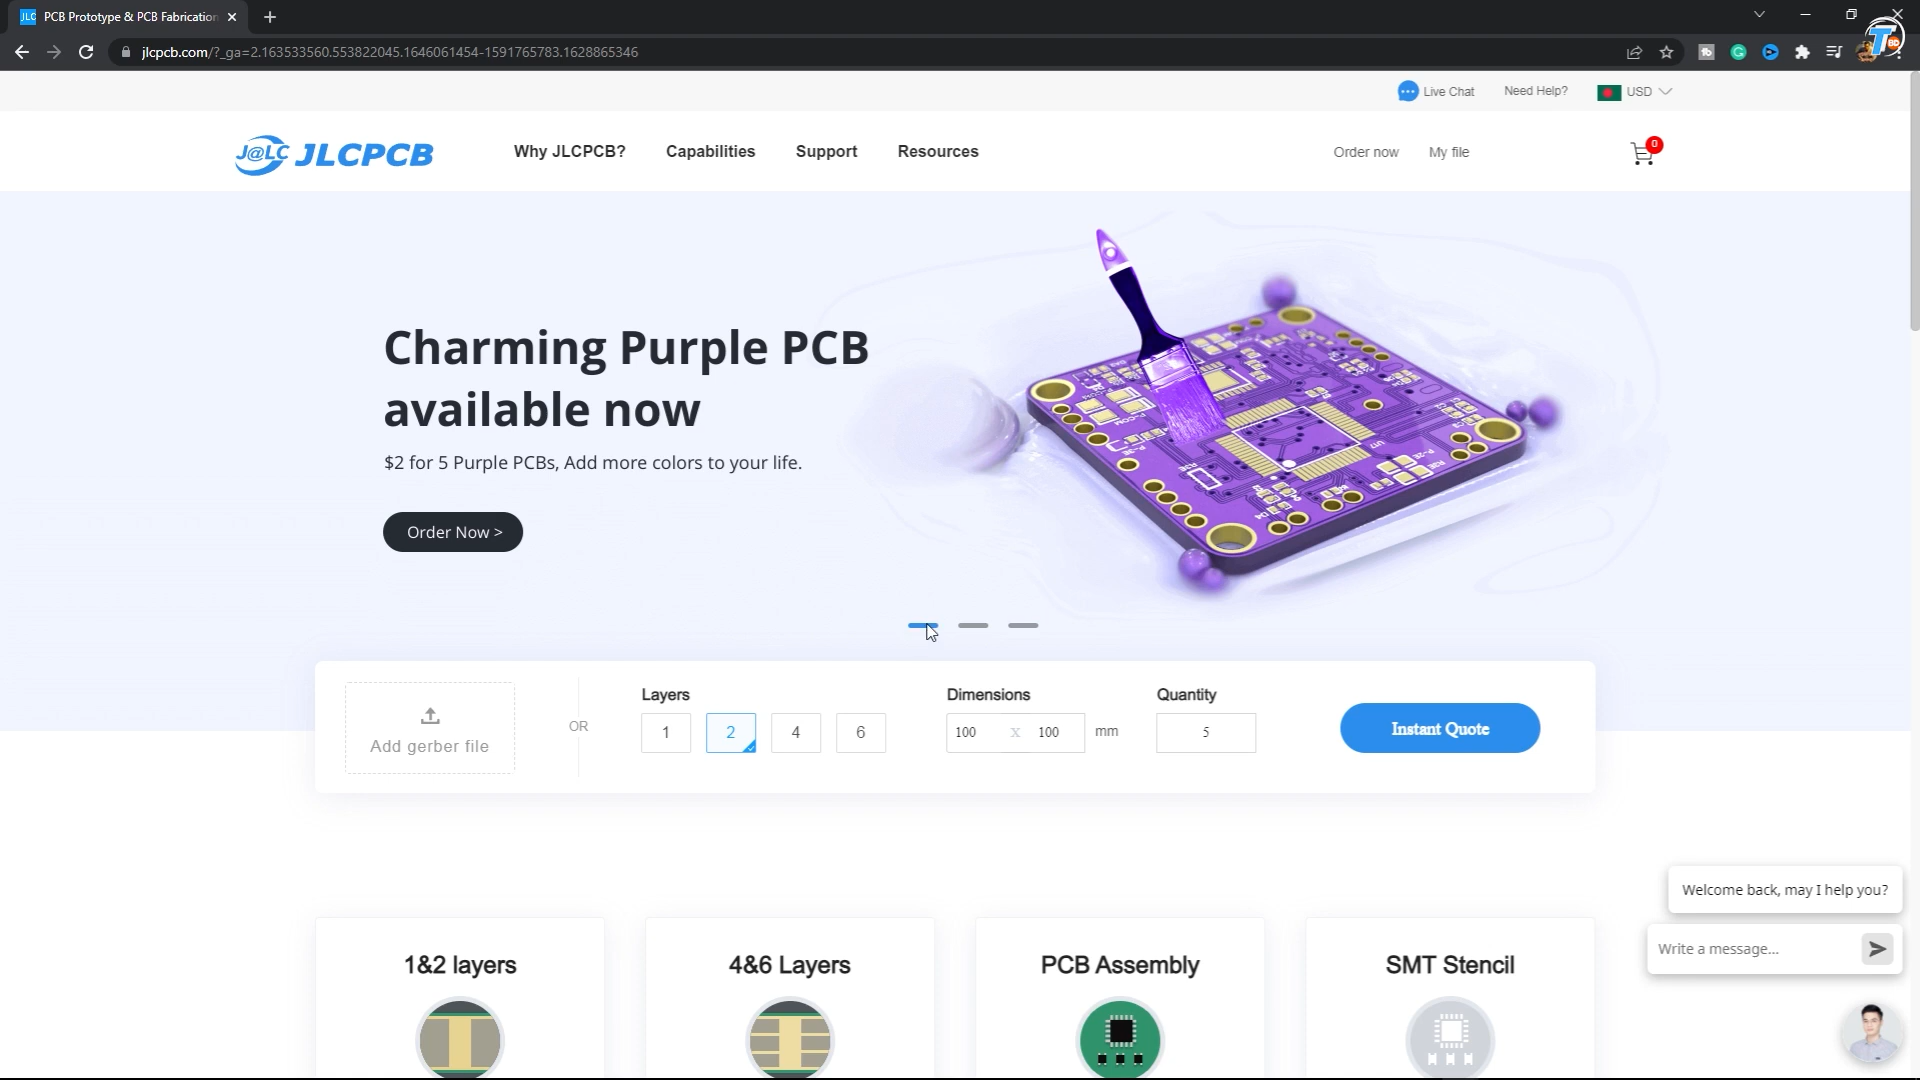 JLC PCB Prototype & PCB Fabrication
jlcpcb.com/?_ga=2.163533560.553822045.1646061454-1591765783.1628865346
Live Chat
Need Help?
USD
J@LC JLCPCB
Why JLCPCB?
Capabilities
Support
Resources
Order now
My file
0
Charming Purple PCB
available now
$2 for 5 Purple PCBs, Add more colors to your life.
Order Now >
Add gerber file
OR
Layers
1
2
4
6
Dimensions
100 x 100 mm
Quantity
5
Instant Quote
1&2 layers
4&6 Layers
PCB Assembly
SMT Stencil
Welcome back, may I help you?
Write a message...